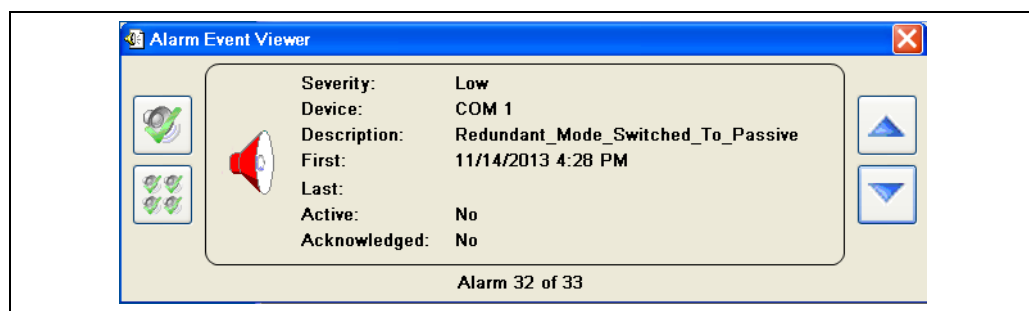 Alarm Event Viewer
Severity: Low
Device: COM 1
Description: Redundant_Mode_Switched_To_Passive
First: 11/14/2013 4:28 PM
Last:
Active: No
Acknowledged: No
Alarm 32 of 33